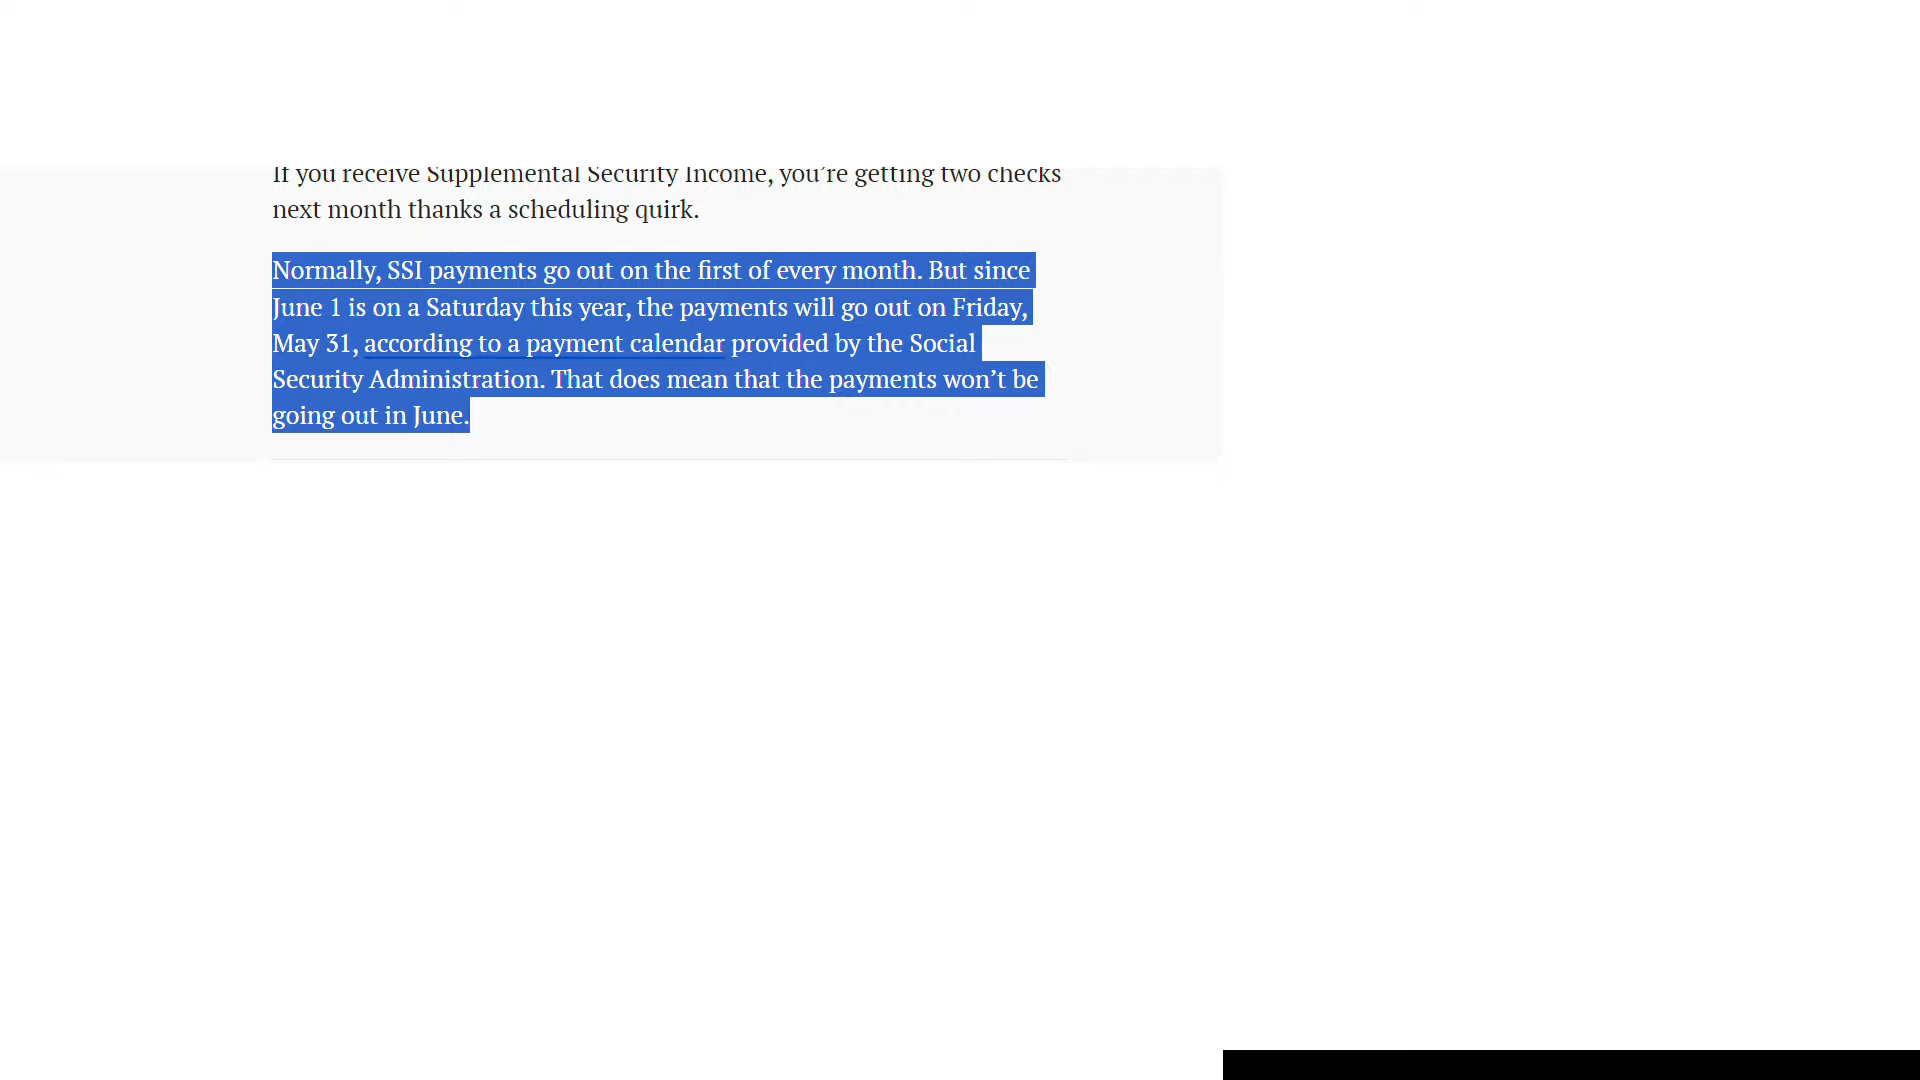 If you receive Supplemental Security Income, you’re getting two checks
next month thanks a scheduling quirk.
Normally, SSI payments go out on the first of every month. But since
June 1 is on a Saturday this year, the payments will go out on Friday,
May 31, according to a payment calendar provided by the Social
Security Administration. That does mean that the payments won’t be
going out in June.